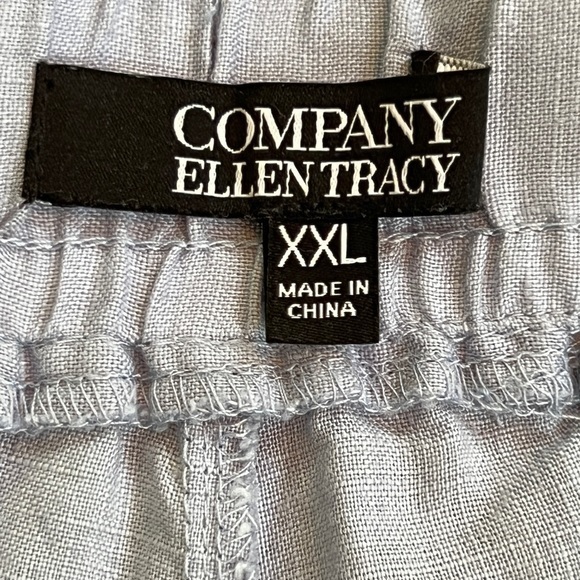 COMPANY
ELLEN TRACY
XXL
MADE IN
CHINA